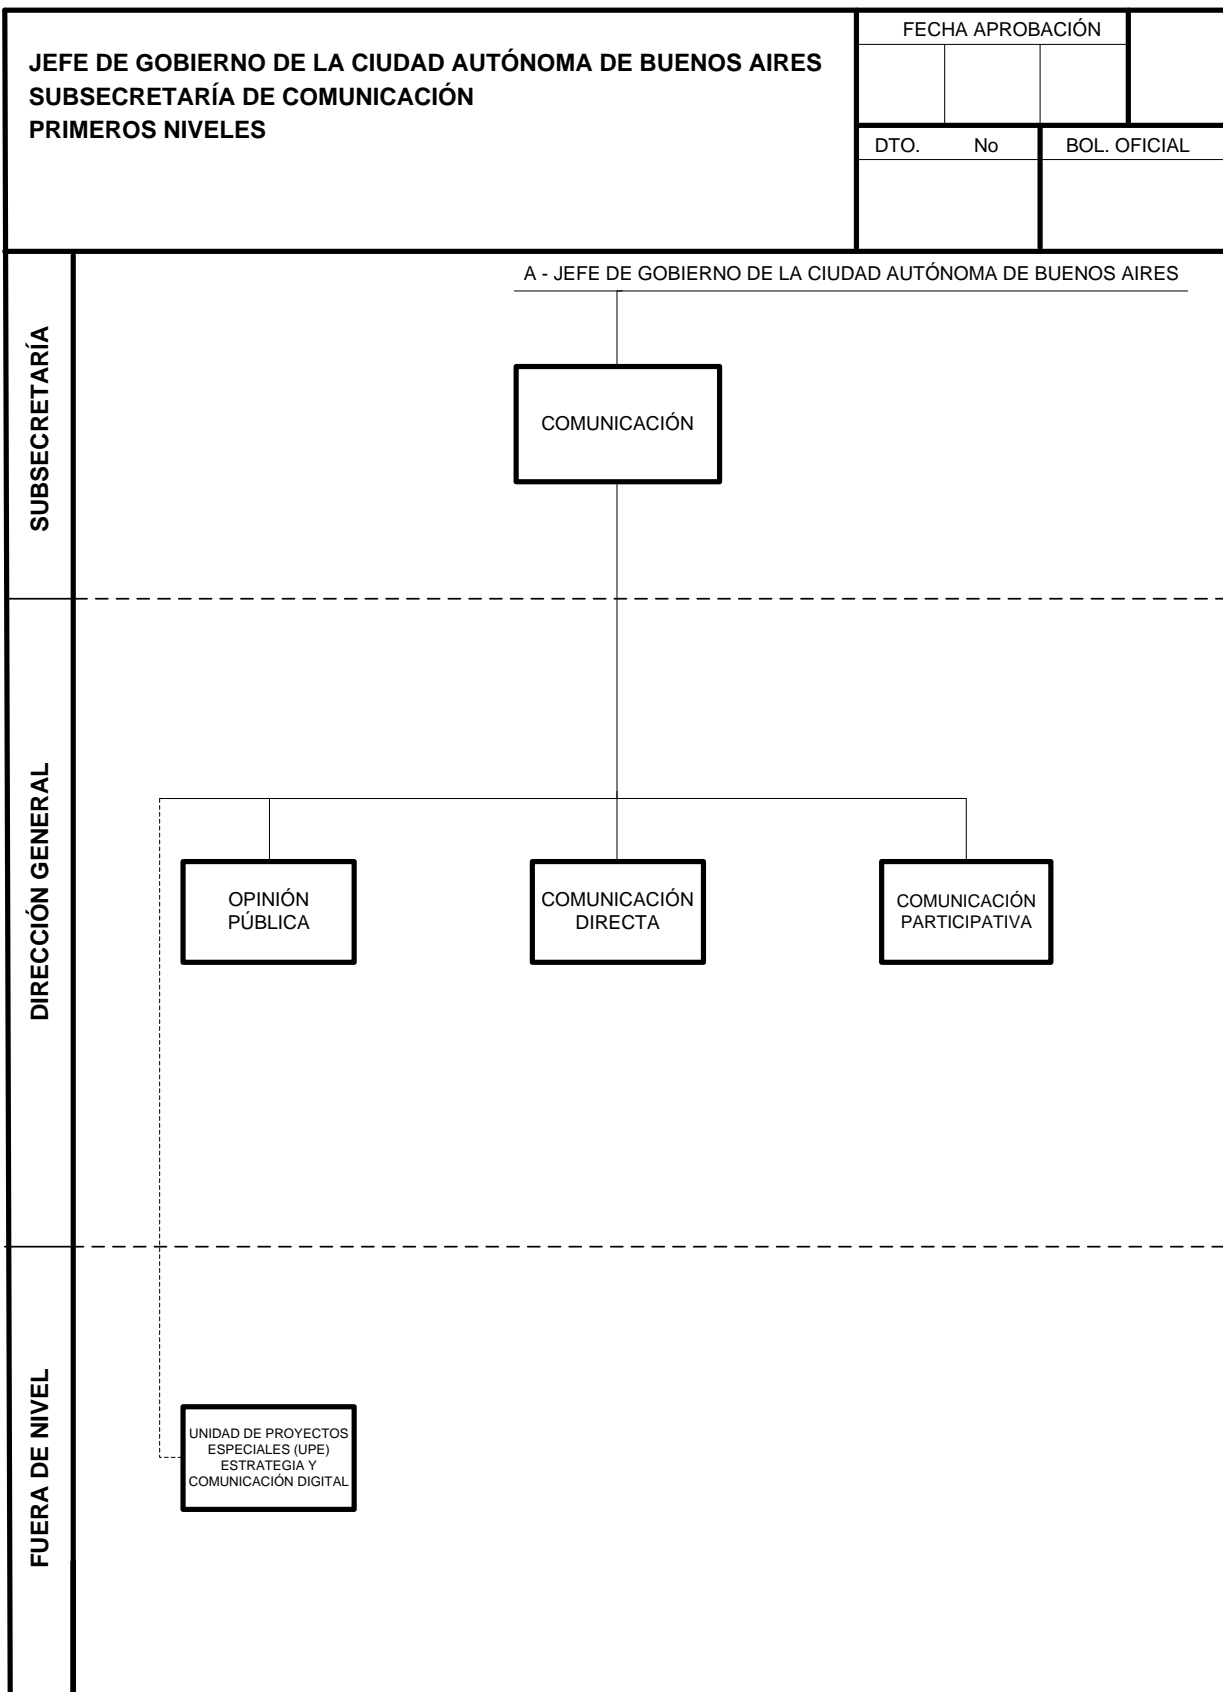 JEFE DE GOBIERNO DE LA CIUDAD AUTÓNOMA DE BUENOS AIRES
SUBSECRETARÍA DE COMUNICACIÓN
PRIMEROS NIVELES
FECHA APROBACIÓN
DTO. No
BOL. OFICIAL
A - JEFE DE GOBIERNO DE LA CIUDAD AUTÓNOMA DE BUENOS AIRES
SUBSECRETARÍA
COMUNICACIÓN
DIRECCIÓN GENERAL
OPINIÓN
PÚBLICA
COMUNICACIÓN
DIRECTA
COMUNICACIÓN
PARTICIPATIVA
FUERA DE NIVEL
UNIDAD DE PROYECTOS
ESPECIALES (UPE)
ESTRATEGIA Y
COMUNICACIÓN DIGITAL